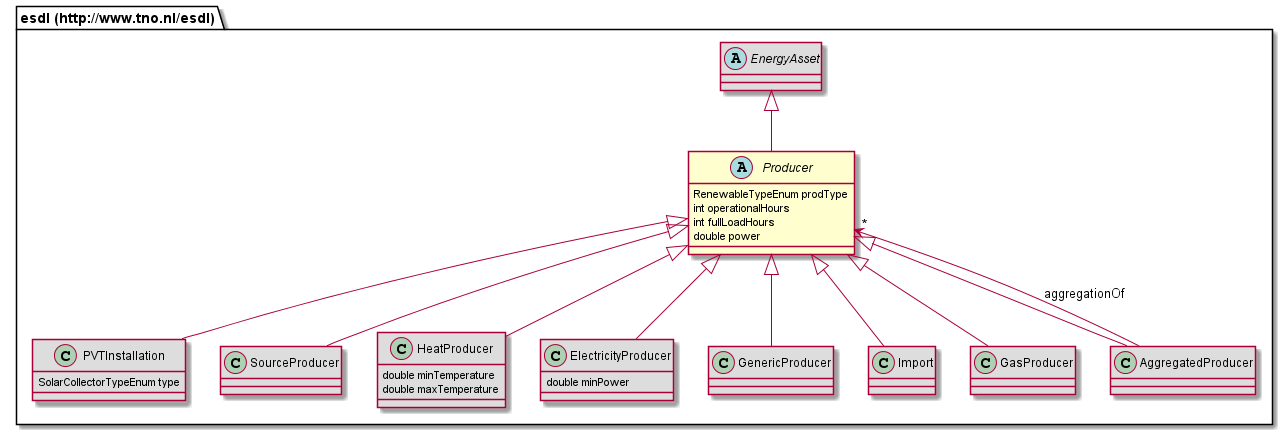 esdl (http://www.tno.nl/esdl)
A EnergyAsset
A Producer
RenewableTypeEnum prodType
int operationalHours
int fullLoadHours
double power
*
aggregationOf
C PVTInstallation
SolarCollectorTypeEnum type
C SourceProducer
C HeatProducer
double minTemperature
double maxTemperature
C ElectricityProducer
double minPower
C GenericProducer
C Import
C GasProducer
C AggregatedProducer